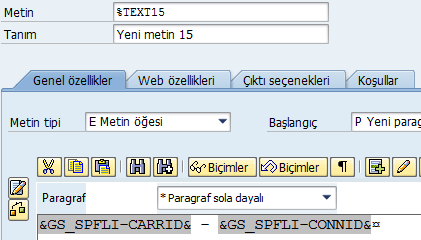 Metin %TEXT15
Tanım Yeni metin 15
Genel özellikler Web özellikleri Çıktı seçenekleri Koşullar
Metin tipi E Metin öğesi Başlangıç P Yeni parag
Biçimler Biçimler ¶
Paragraf * Paragraf sola dayalı
&GS_SPFLI-CARRID& - &GS_SPFLI-CONNID&¤